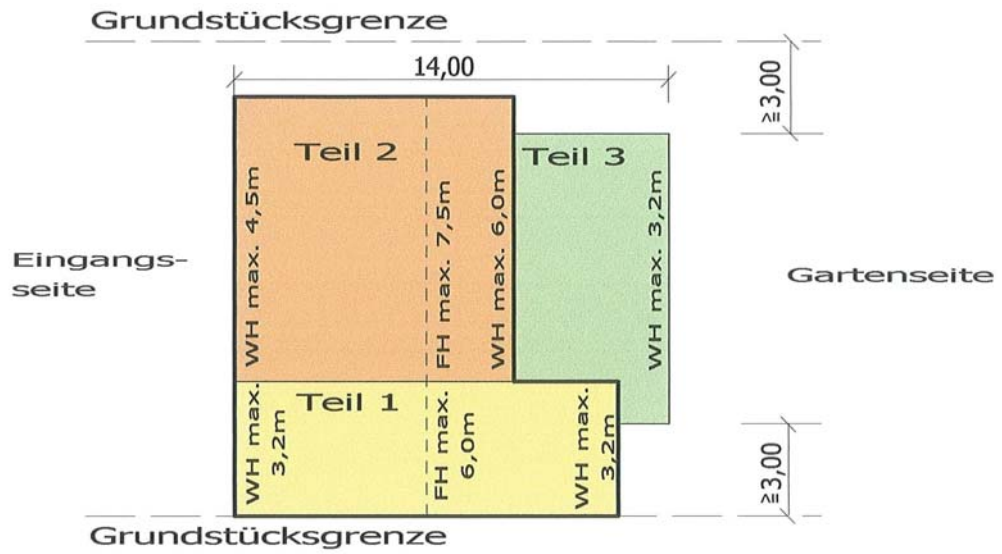 Grundstücksgrenze
14,00
≥3,00
Teil 2
Teil 3
WH max. 4,5m
FH max. 7,5m
WH max. 6,0m
WH max. 3,2m
Eingangs-
seite
Gartenseite
Teil 1
WH max.
3,2m
FH max.
6,0m
WH max.
3,2m
≥3,00
Grundstücksgrenze